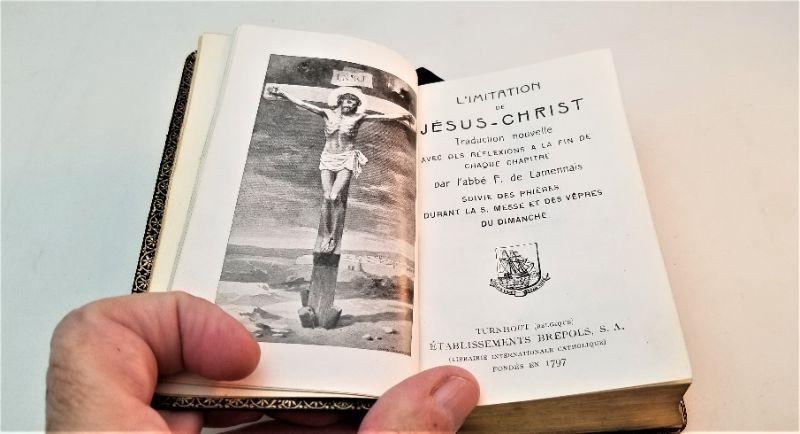 INRI
L'IMITATION
DE
JÉSUS-CHRIST
Traduction nouvelle
AVEC DES RÉFLEXIONS A LA FIN DE
CHAQUE CHAPITRE
par l'abbé F. de Lamennais
SUIVIE DES PRIÈRES
DURANT LA S. MESSE ET DES VÊPRES
DU DIMANCHE.
TURNHOUT (BELGIQUE)
ÉTABLISSEMENTS BREPOLS, S. A.
(LIBRAIRIE INTERNATIONALE CATHOLIQUE)
FONDÉS EN 1797